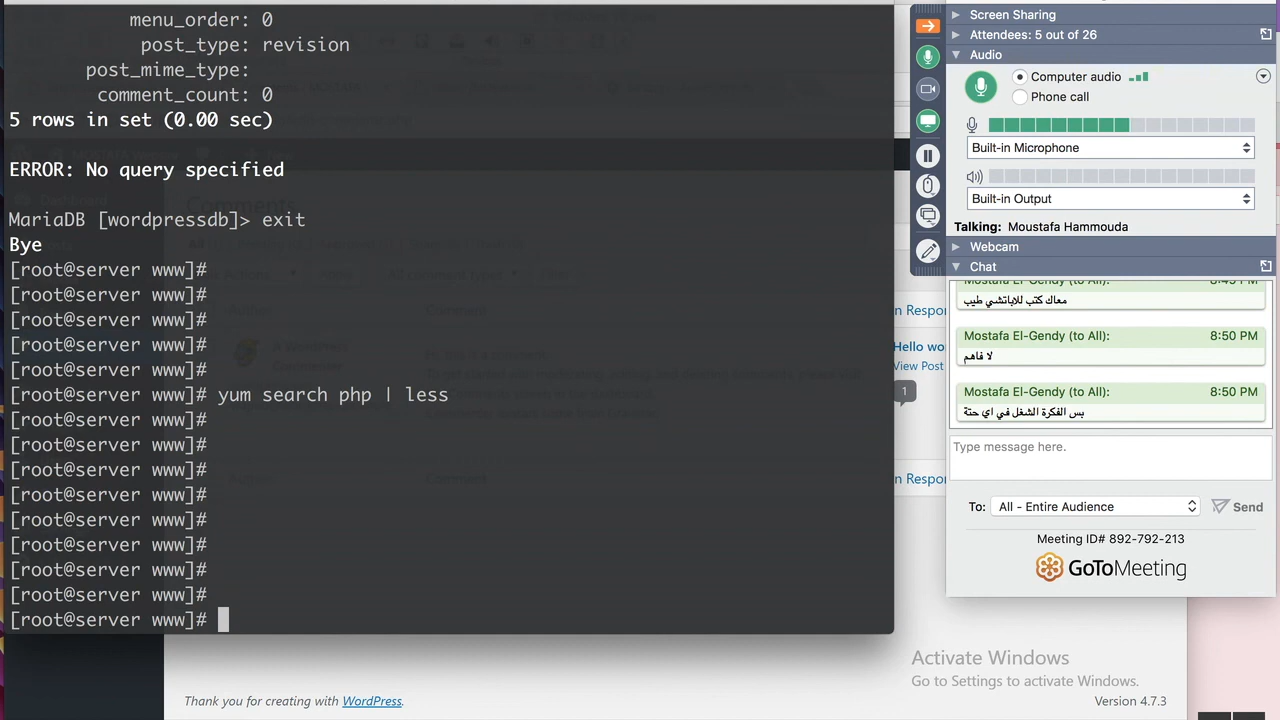 menu_order: 0
post_type: revision
post_mime_type:
comment_count: 0
5 rows in set (0.00 sec)
ERROR: No query specified
MariaDB [wordpressdb]> exit
Bye
[root@server www]#
[root@server www]#
[root@server www]#
[root@server www]#
[root@server www]#
[root@server www]# yum search php | less
[root@server www]#
[root@server www]#
[root@server www]#
[root@server www]#
[root@server www]#
[root@server www]#
[root@server www]#
[root@server www]#
[root@server www]#
Comments
n Respor
Hello wo
View Post
1
n Respor
Thank you for creating with WordPress.
Version 4.7.3
Activate Windows
Go to Settings to activate Windows.
Screen Sharing
Attendees: 5 out of 26
Audio
Computer audio
Phone call
Built-in Microphone
Built-in Output
Talking: Moustafa Hammouda
Webcam
Chat
Mostafa El-Gendy (to All):
معاك كتب للاباتشي طيب
Mostafa El-Gendy (to All): 8:50 PM
لا فاهم
Mostafa El-Gendy (to All): 8:50 PM
بس الفكرة الشغل في اي حتة
Type message here.
To: All - Entire Audience
Send
Meeting ID# 892-792-213
GoToMeeting